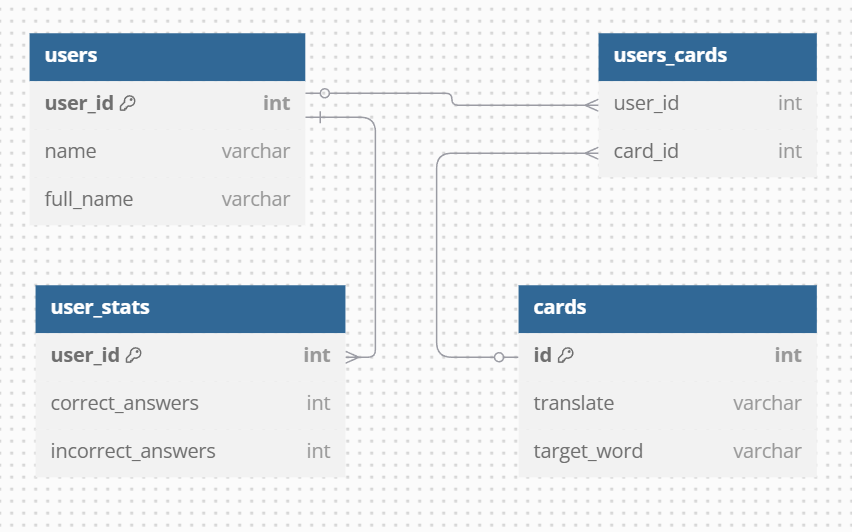 users
user_id int
name varchar
full_name varchar
users_cards
user_id int
card_id int
user_stats
user_id int
correct_answers int
incorrect_answers int
cards
id int
translate varchar
target_word varchar